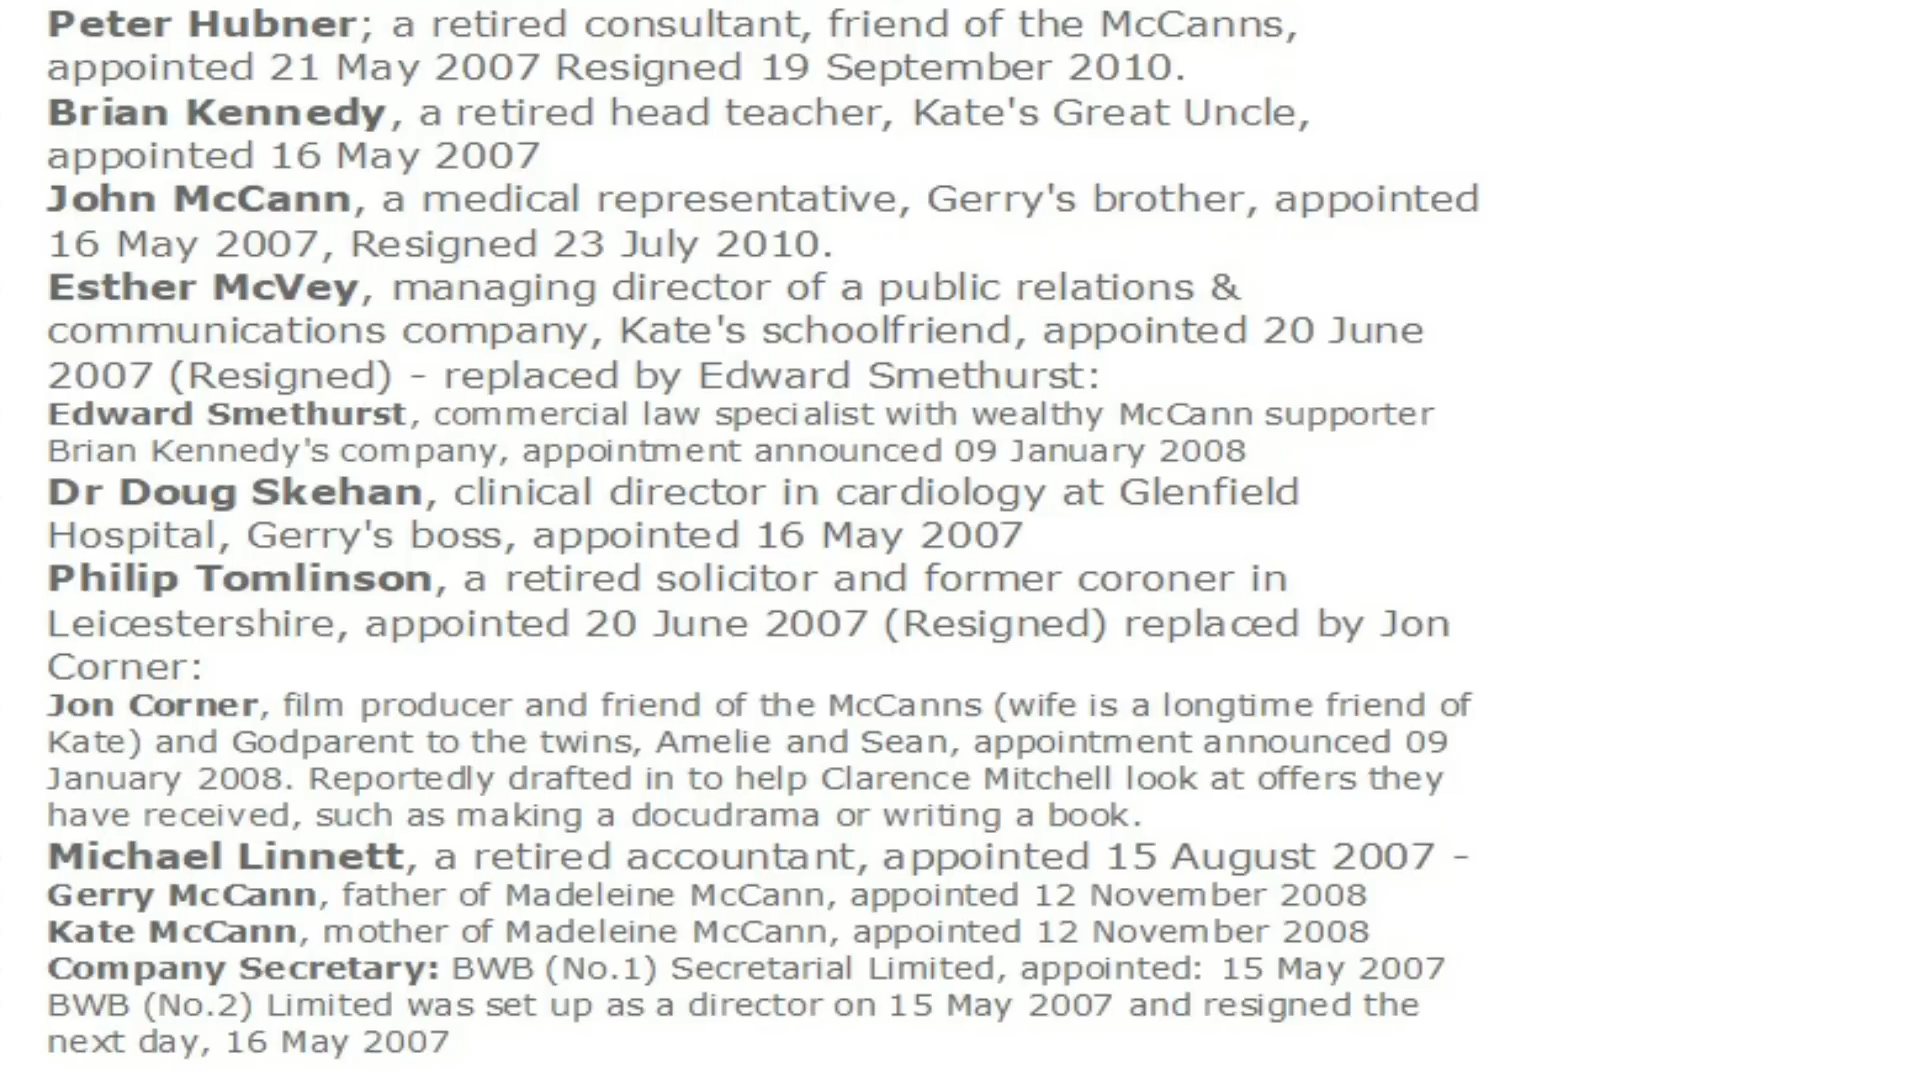 Peter Hubner; a retired consultant, friend of the McCanns,
appointed 21 May 2007 Resigned 19 September 2010.
Brian Kennedy, a retired head teacher, Kate's Great Uncle,
appointed 16 May 2007
John McCann, a medical representative, Gerry's brother, appointed
16 May 2007, Resigned 23 July 2010.
Esther McVey, managing director of a public relations &
communications company, Kate's schoolfriend, appointed 20 June
2007 (Resigned) - replaced by Edward Smethurst:
Edward Smethurst, commercial law specialist with wealthy McCann supporter
Brian Kennedy's company, appointment announced 09 January 2008
Dr Doug Skehan, clinical director in cardiology at Glenfield
Hospital, Gerry's boss, appointed 16 May 2007
Philip Tomlinson, a retired solicitor and former coroner in
Leicestershire, appointed 20 June 2007 (Resigned) replaced by Jon
Corner:
Jon Corner, film producer and friend of the McCanns (wife is a longtime friend of
Kate) and Godparent to the twins, Amelie and Sean, appointment announced 09
January 2008. Reportedly drafted in to help Clarence Mitchell look at offers they
have received, such as making a docudrama or writing a book.
Michael Linnett, a retired accountant, appointed 15 August 2007 -
Gerry McCann, father of Madeleine McCann, appointed 12 November 2008
Kate McCann, mother of Madeleine McCann, appointed 12 November 2008
Company Secretary: BWB (No.1) Secretarial Limited, appointed: 15 May 2007
BWB (No.2) Limited was set up as a director on 15 May 2007 and resigned the
next day, 16 May 2007